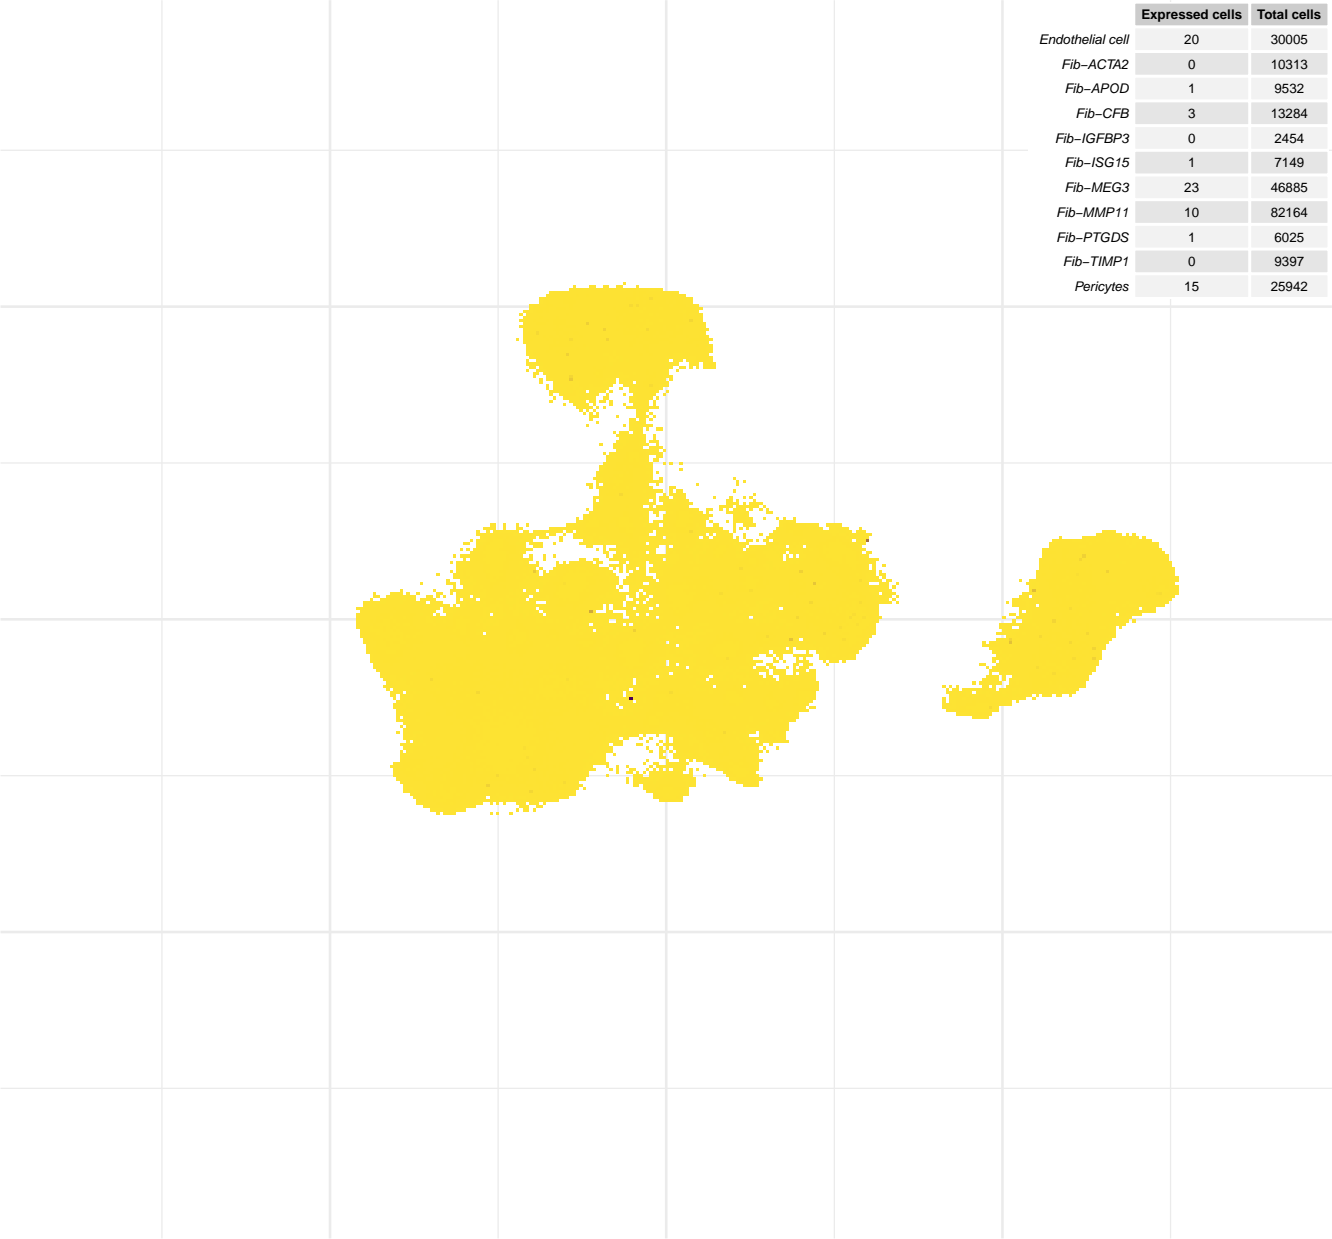 Expressed cells Total cells
Endothelial cell 20 30005
Fib−ACTA2 0 10313
Fib−APOD 1 9532
Fib−CFB 3 13284
Fib−IGFBP3 0 2454
Fib−ISG15 1 7149
Fib−MEG3 23 46885
Fib−MMP11 10 82164
Fib−PTGDS 1 6025
Fib−TIMP1 0 9397
Pericytes 15 25942